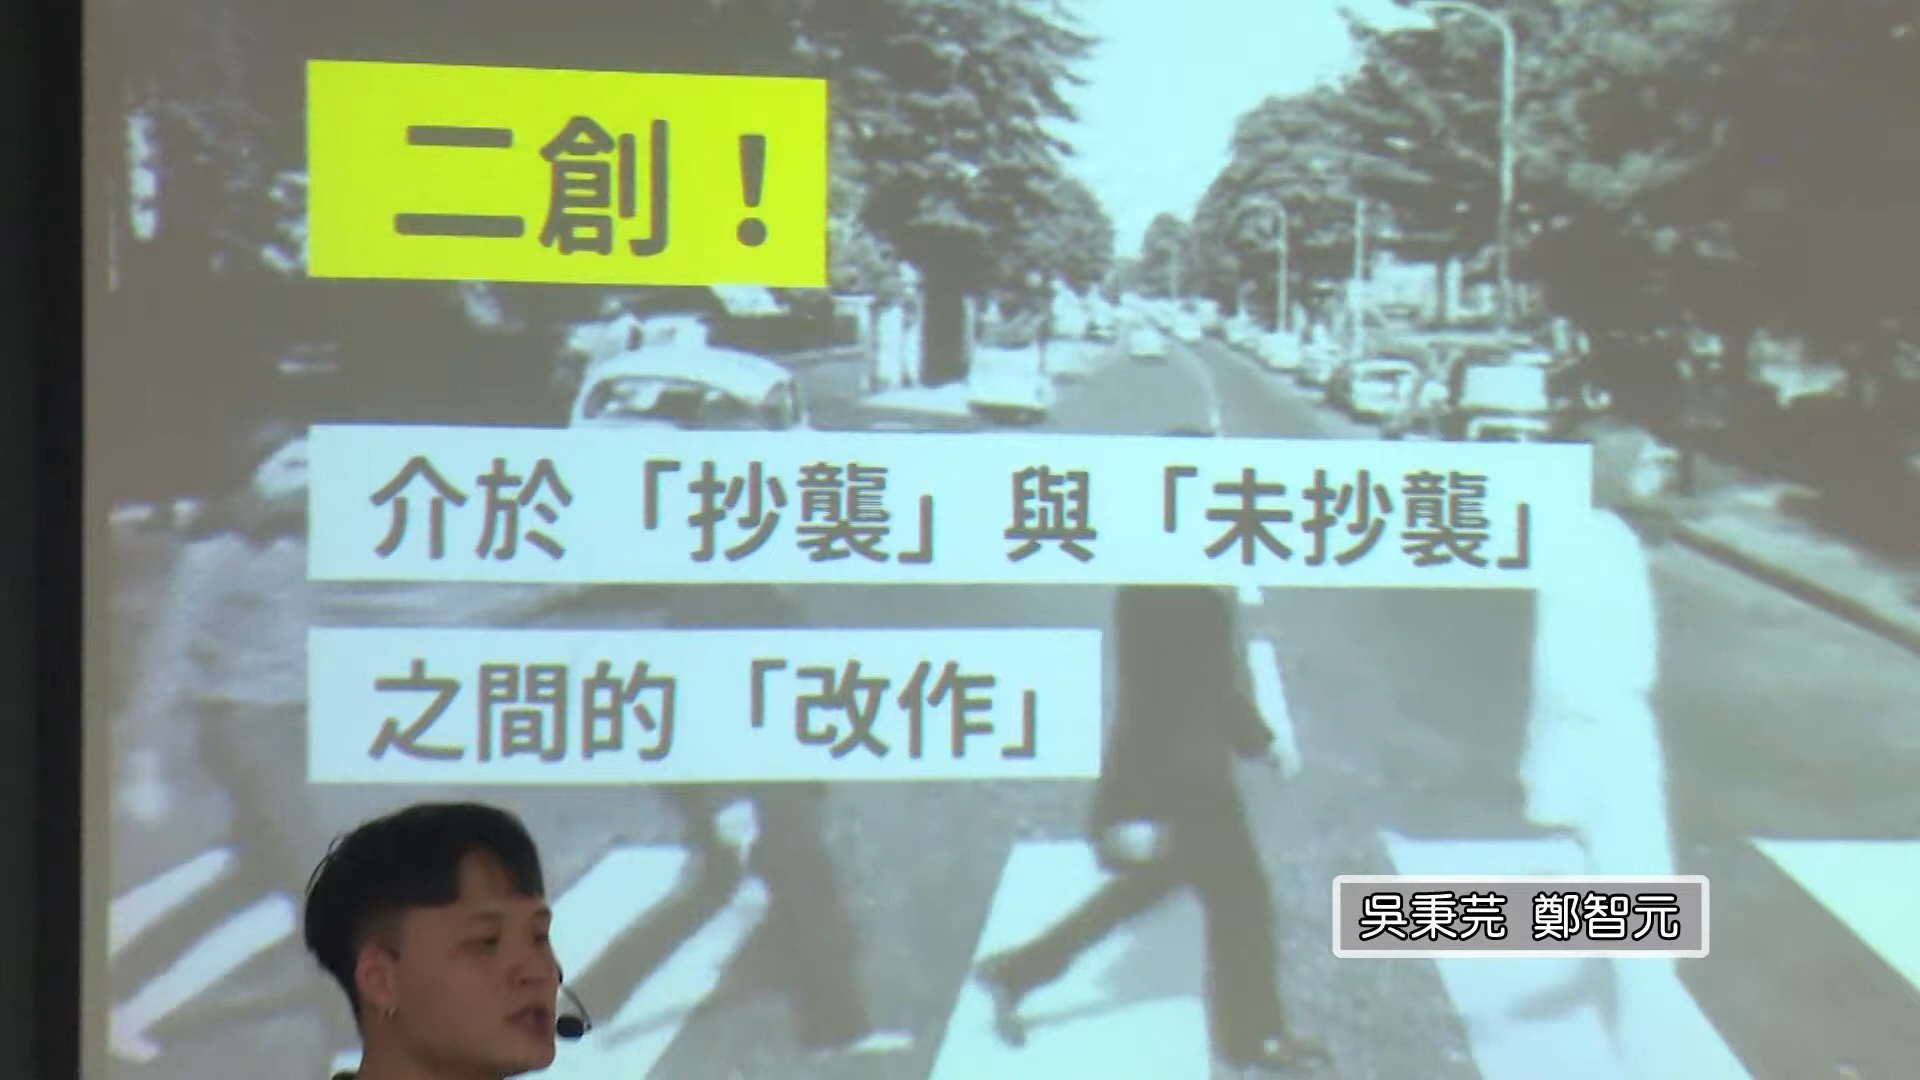 二創！
介於「抄襲」與「未抄襲」
之間的「改作」
吳秉芫 鄭智元